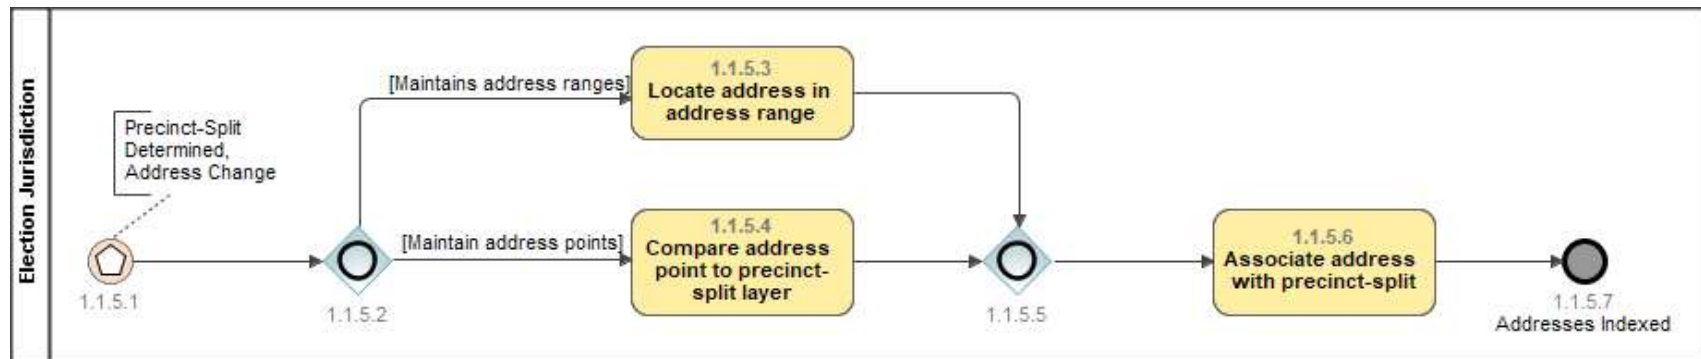 Election Jurisdiction
Precinct-Split
Determined,
Address Change
1.1.5.1
1.1.5.2
[Maintains address ranges]
1.1.5.3
Locate address in
address range
[Maintain address points]
1.1.5.4
Compare address
point to precinct-
split layer
1.1.5.5
1.1.5.6
Associate address
with precinct-split
1.1.5.7
Addresses Indexed